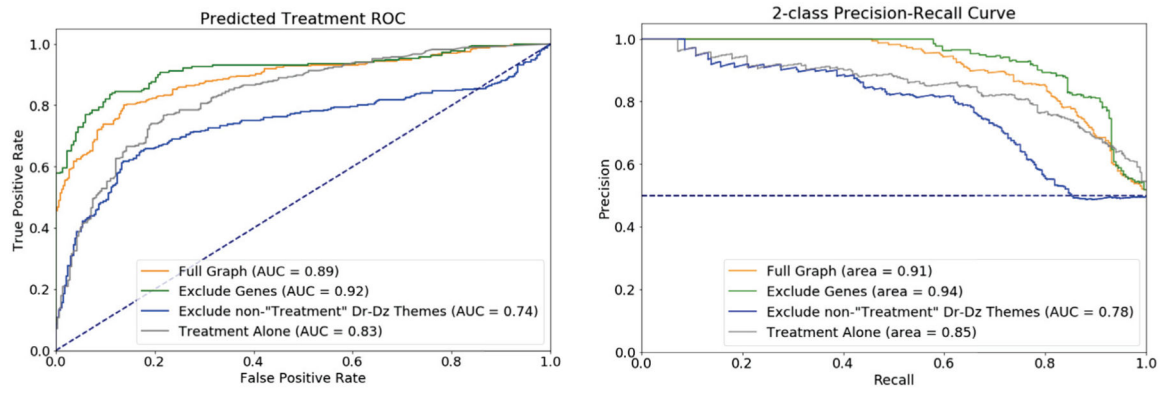 Predicted Treatment ROC
1.0
0.8
0.6
0.4
0.2
0.0
True Positive Rate
Full Graph (AUC = 0.89)
Exclude Genes (AUC = 0.92)
Exclude non-"Treatment" Dr-Dz Themes (AUC = 0.74)
Treatment Alone (AUC = 0.83)
0.0 0.2 0.4 0.6 0.8 1.0
False Positive Rate
2-class Precision-Recall Curve
1.0
0.8
0.6
0.4
0.2
0.0
Precision
Full Graph (area = 0.91)
Exclude Genes (area = 0.94)
Exclude non-"Treatment" Dr-Dz Themes (AUC = 0.78)
Treatment Alone (area = 0.85)
0.0 0.2 0.4 0.6 0.8 1.0
Recall